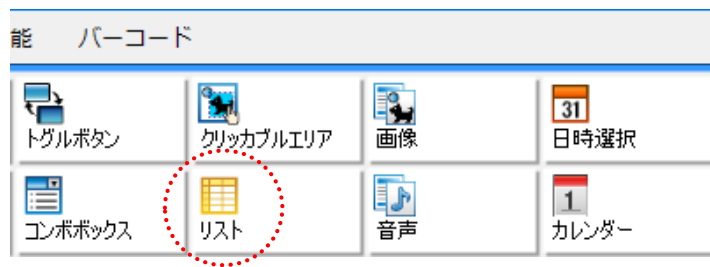 能 バーコード
トグルボタン クリッカブルエリア 画像 31 日時選択
コンボボックス リスト 音声 1 カレンダー